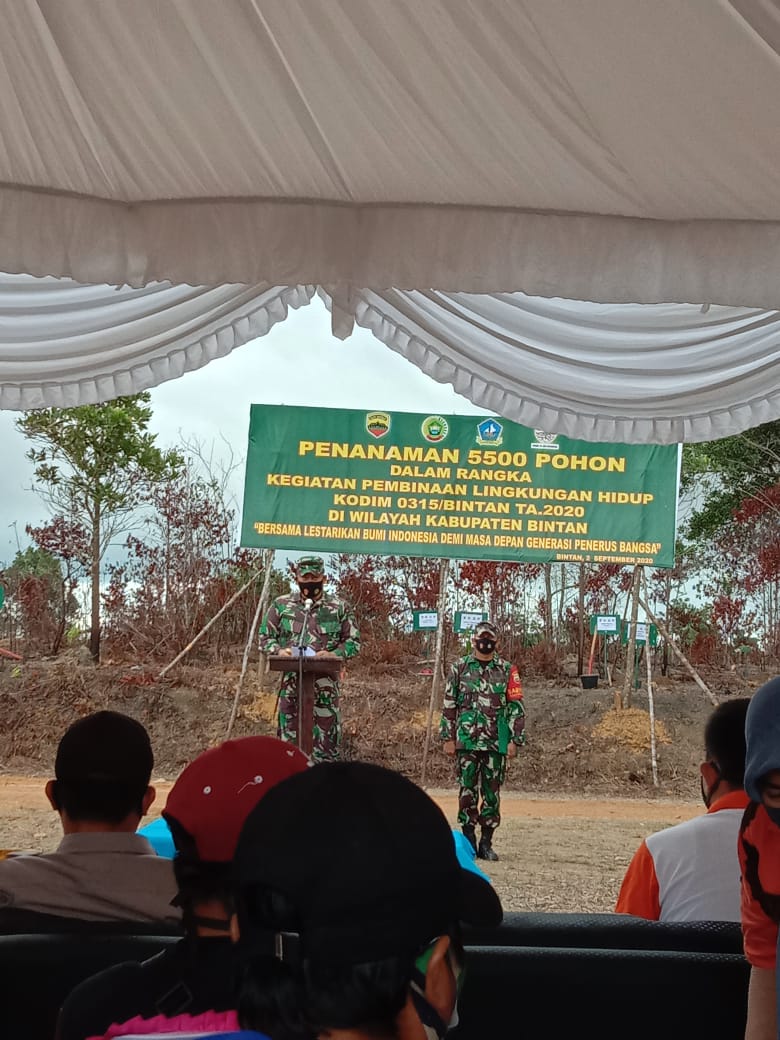 PENANAMAN 5500 POHON
DALAM RANGKA
KEGIATAN PEMBINAAN LINGKUNGAN HIDUP
KODIM 0315/BINTAN TA.2020
DI WILAYAH KABUPATEN BINTAN
"BERSAMA LESTARIKAN BUMI INDONESIA DEMI MASA DEPAN GENERASI PENERUS BANGSA"
BINTAN, 2 SEPTEMBER 2020